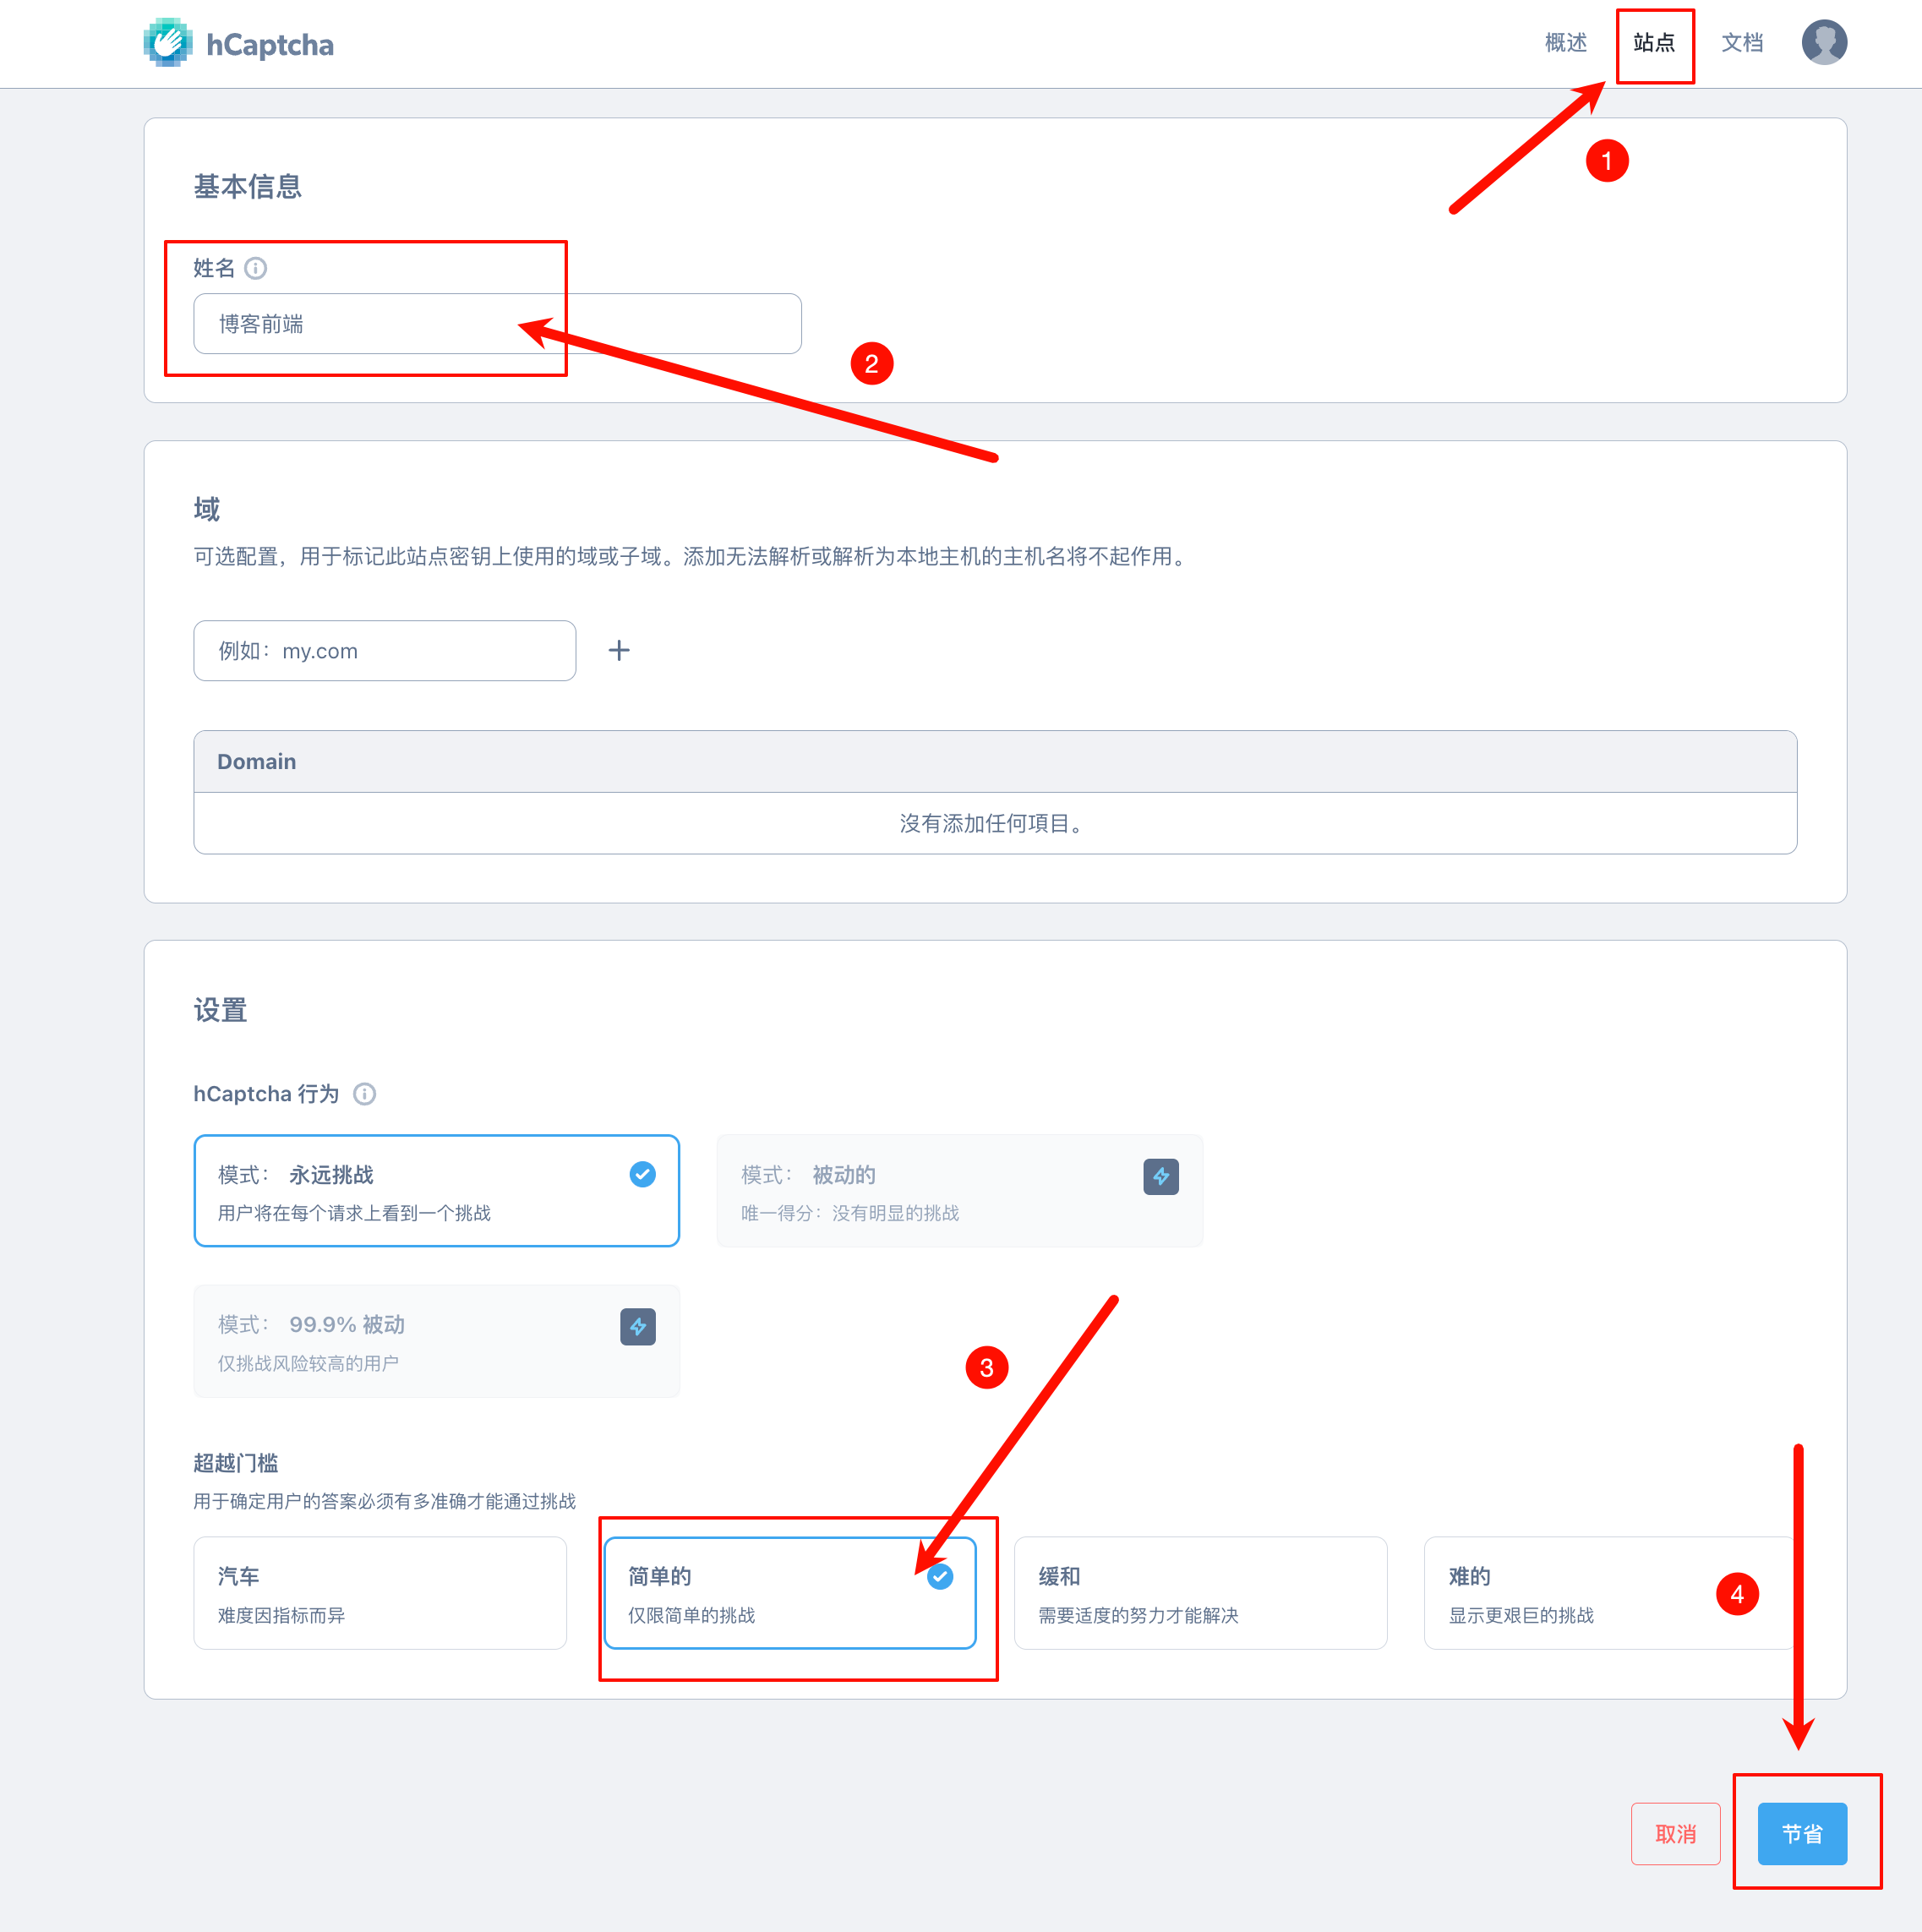 hCaptcha
概述
站点
文档
1
基本信息
姓名
博客前端
2
域
可选配置，用于标记此站点密钥上使用的域或子域。添加无法解析或解析为本地主机的主机名将不起作用。
例如：my.com
Domain
沒有添加任何項目。
设置
hCaptcha 行为
模式： 永远挑战
用户将在每个请求上看到一个挑战
模式： 被动的
唯一得分：没有明显的挑战
模式： 99.9% 被动
仅挑战风险较高的用户
3
超越门槛
用于确定用户的答案必须有多准确才能通过挑战
汽车
难度因指标而异
简单的
仅限简单的挑战
缓和
需要适度的努力才能解决
难的
显示更艰巨的挑战
4
取消
节省